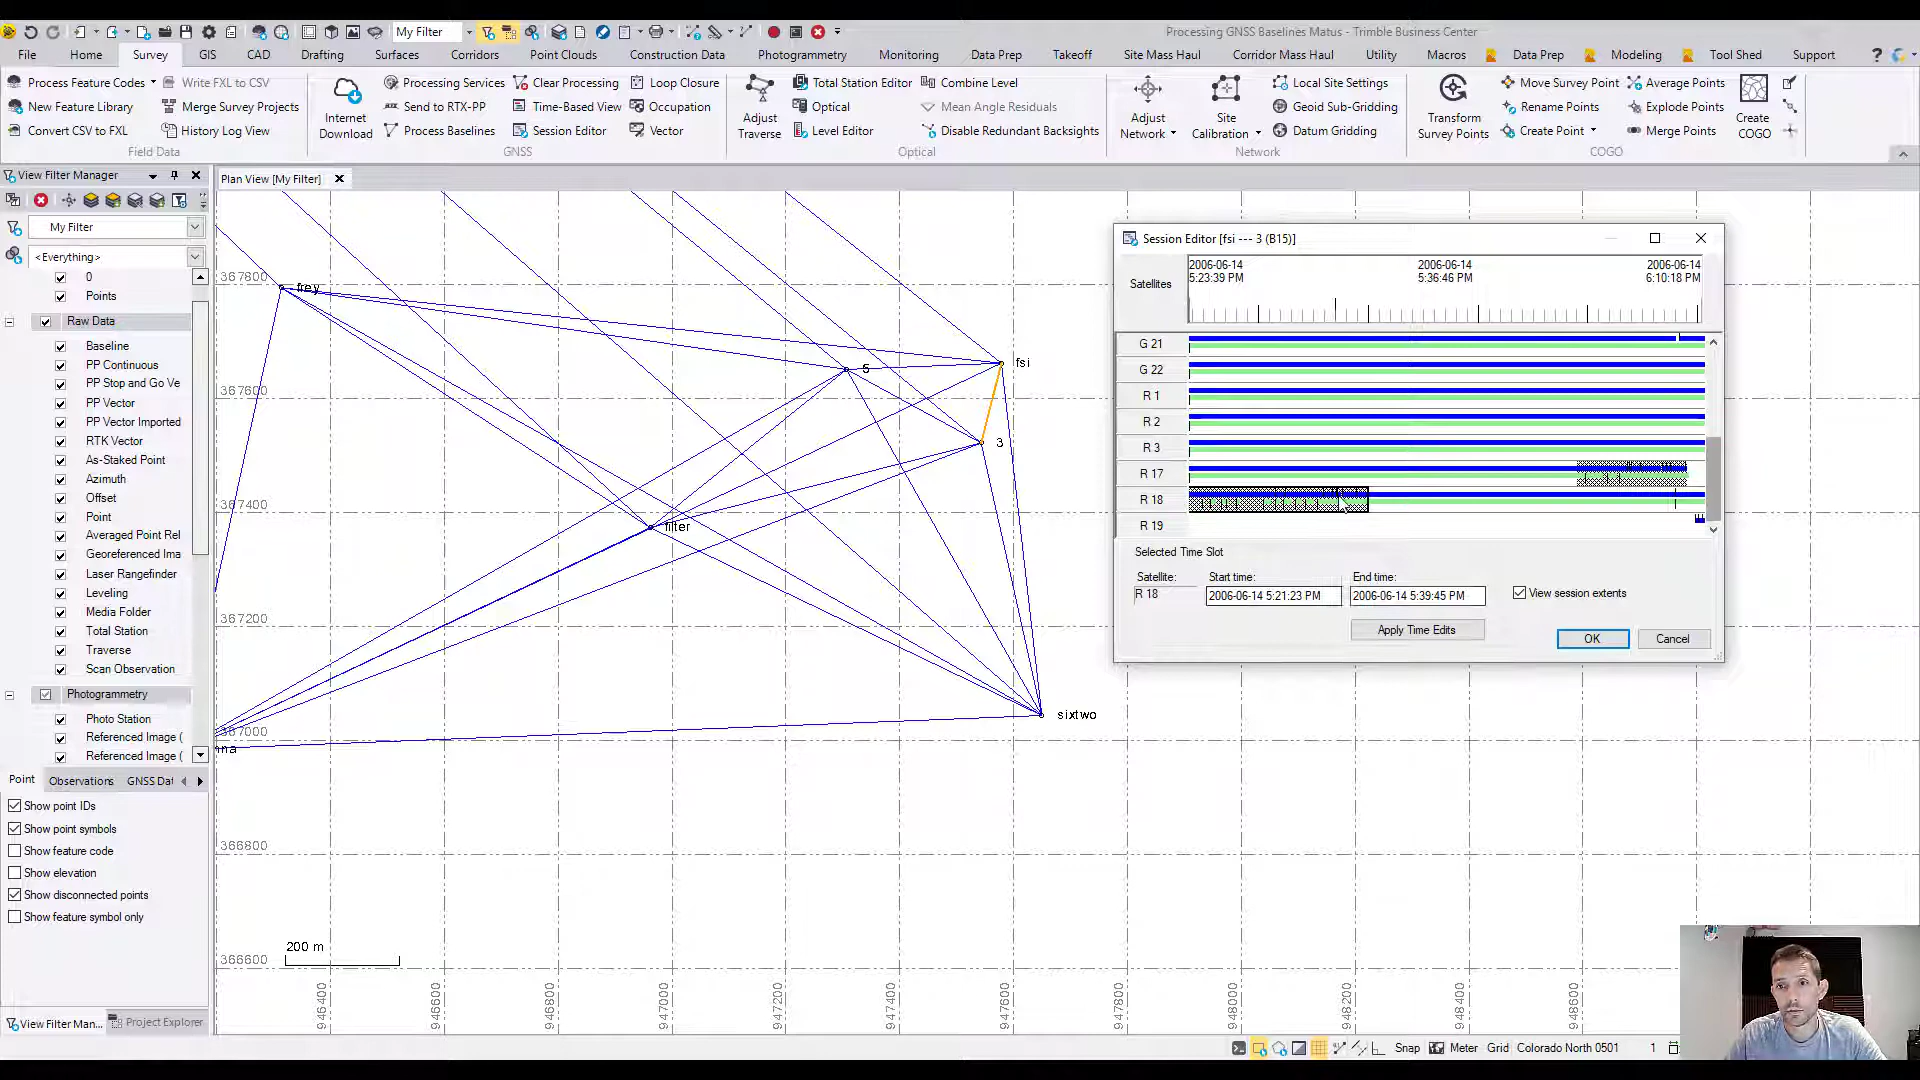 My Filter
Processing GNSS Baselines Matus - Trimble Business Center
File Home Survey GIS CAD Drafting Surfaces Corridors Point Clouds Construction Data Photogrammetry Monitoring Data Prep Takeoff Site Mass Haul Corridor Mass Haul Utility Macros Data Prep Modeling Tool Shed Support
Process Feature Codes
New Feature Library
Convert CSV to FXL
Write FXL to CSV
Merge Survey Projects
History Log View
Field Data
Internet Download
Processing Services
Send to RTX-PP
Process Baselines
Clear Processing
Time-Based View
Session Editor
Loop Closure
Occupation
Vector
GNSS
Adjust Traverse
Total Station Editor
Optical
Level Editor
Combine Level
Mean Angle Residuals
Disable Redundant Backsights
Optical
Adjust Network
Site Calibration
Local Site Settings
Geoid Sub-Gridding
Datum Gridding
Network
Transform Survey Points
Move Survey Point
Rename Points
Create Point
Average Points
Explode Points
Merge Points
Create COGO
COGO
View Filter Manager
My Filter
<Everything>
0
Points
Raw Data
Baseline
PP Continuous
PP Stop and Go Ve
PP Vector
PP Vector Imported
RTK Vector
As-Staked Point
Azimuth
Offset
Point
Averaged Point Rel
Georeferenced Ima
Laser Rangefinder
Leveling
Media Folder
Total Station
Traverse
Scan Observation
Photogrammetry
Photo Station
Referenced Image (
Referenced Image (
Point Observations GNSS Dat
Show point IDs
Show point symbols
Show feature code
Show elevation
Show disconnected points
Show feature symbol only
View Filter Man... Project Explorer
Plan View [My Filter]
367800
367600
367400
367200
367000
366800
366600
frey
fsi
5
3
filter
sixtwo
200 m
946400
946600
946800
947000
947200
947400
947600
947800
948000
948200
948400
948600
Session Editor [fsi --- 3 (B15)]
Satellites
2006-06-14 2006-06-14 2006-06-14
5:23:39 PM 5:36:46 PM 6:10:18 PM
G 21
G 22
R 1
R 2
R 3
R 17
R 18
R 19
Selected Time Slot
Satellite: Start time: End time:
R 18 2006-06-14 5:21:23 PM 2006-06-14 5:39:45 PM View session extents
Apply Time Edits
OK Cancel
Snap Meter Grid Colorado North 0501 1